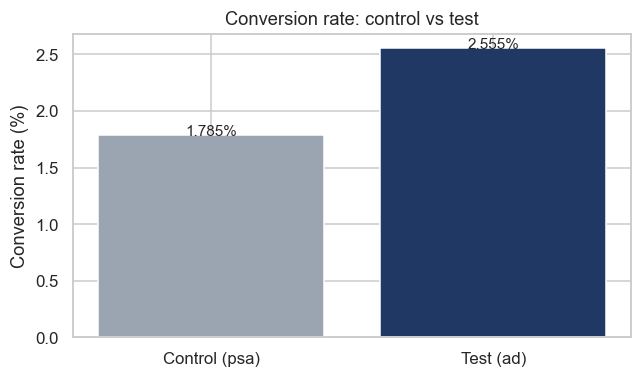 Conversion rate: control vs test
Conversion rate (%)
2.5
2.0
1.5
1.0
0.5
0.0
1.785%
2.555%
Control (psa)
Test (ad)